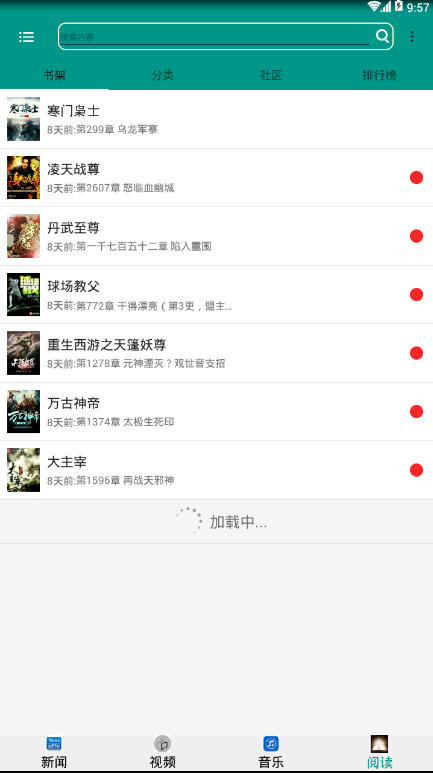 9:57
搜索内容
书架 分类 社区 排行榜
寒门枭士
8天前:第299章 乌龙军寨
凌天战尊
8天前:第2607章 怒临血幽城
丹武至尊
8天前:第一千七百五十二章 陷入重围
球场教父
8天前:第772章 干得漂亮（第3更，盟主...
重生西游之天篷妖尊
8天前:第1278章 元神湮灭？观世音支招
万古神帝
8天前:第1374章 太极生死印
大主宰
8天前:第1596章 再战天邪神
加载中...
新闻 视频 音乐 阅读